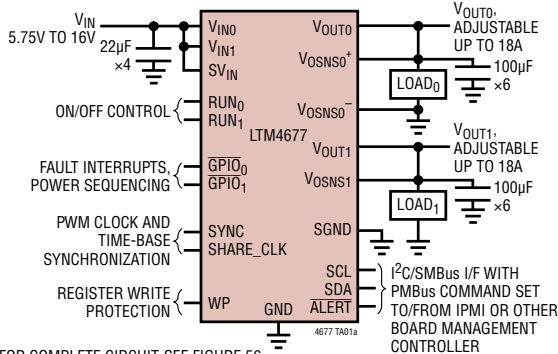 VIN
5.75V TO 16V
22µF
×4
ON/OFF CONTROL
FAULT INTERRUPTS,
POWER SEQUENCING
PWM CLOCK AND
TIME-BASE
SYNCHRONIZATION
REGISTER WRITE
PROTECTION
VIN0
VIN1
SVIN
RUN0
RUN1
GPIO0
GPIO1
SYNC
SHARE_CLK
WP
LTM4677
GND
VOUT0
VOSNS0+
VOSNS0–
VOUT1
VOSNS1
SGND
SCL
SDA
ALERT
VOUT0,
ADJUSTABLE
UP TO 18A
100µF
×6
LOAD0
VOUT1,
ADJUSTABLE
UP TO 18A
100µF
×6
LOAD1
I2C/SMBus I/F WITH
PMBus COMMAND SET
TO/FROM IPMI OR OTHER
BOARD MANAGEMENT
CONTROLLER
4677 TA01a
FOR COMPLETE CIRCUIT, SEE FIGURE 56